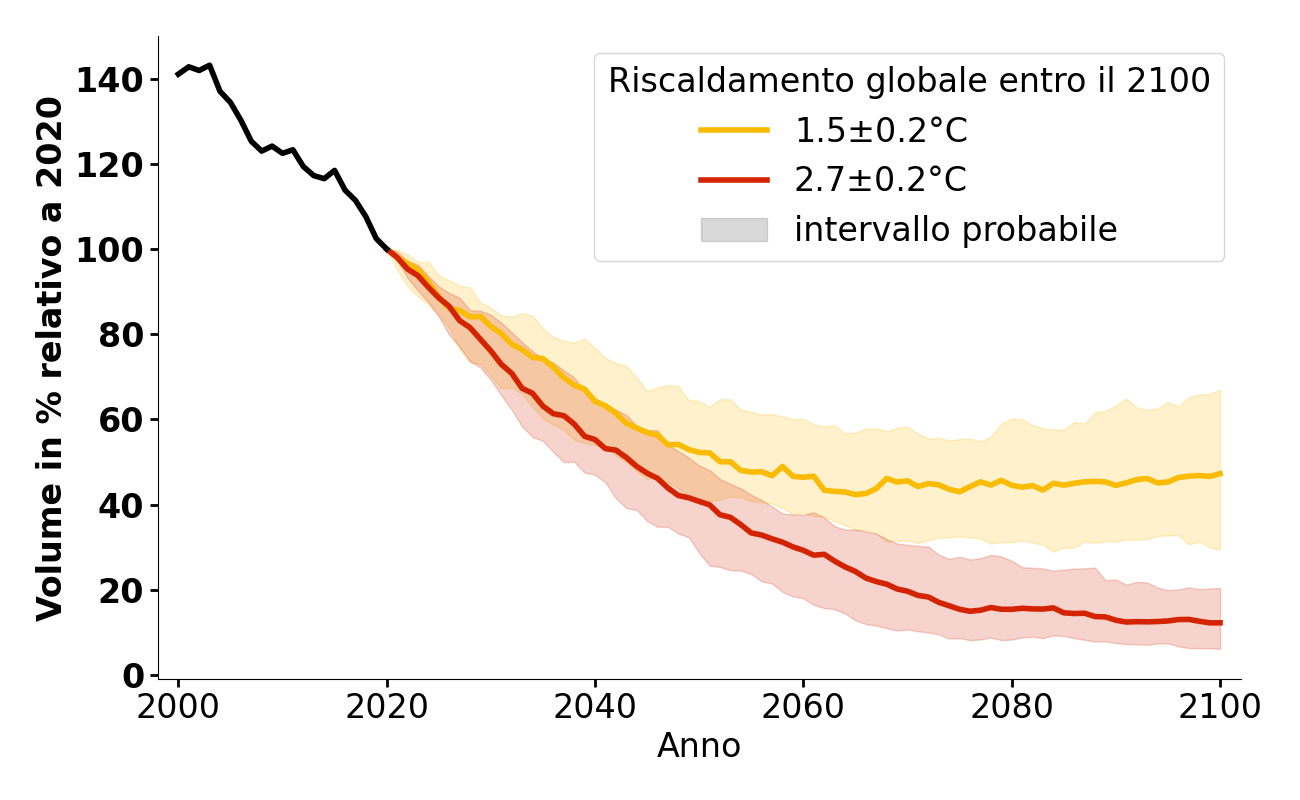 Riscaldamento globale entro il 2100
1.5±0.2°C
2.7±0.2°C
intervallo probabile
Volume in % relativo a 2020
140
120
100
80
60
40
20
0
2000 2020 2040 2060 2080 2100
Anno